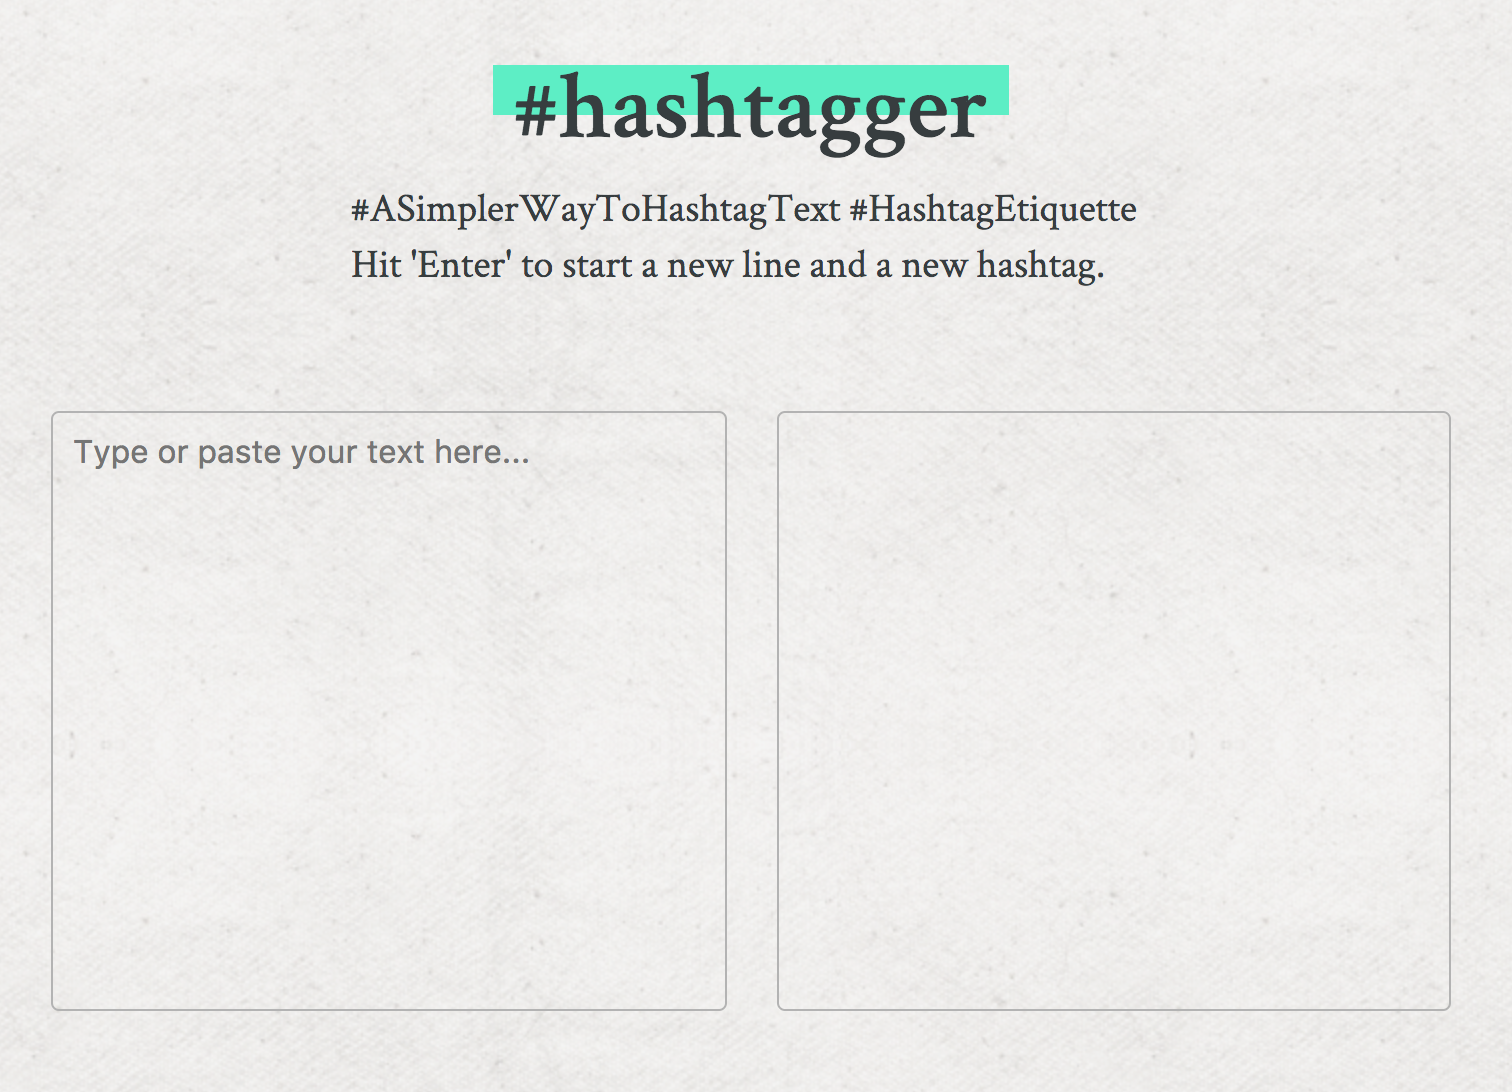 #hashtagger
#ASimplerWayToHashtagText #HashtagEtiquette
Hit 'Enter' to start a new line and a new hashtag.
Type or paste your text here...